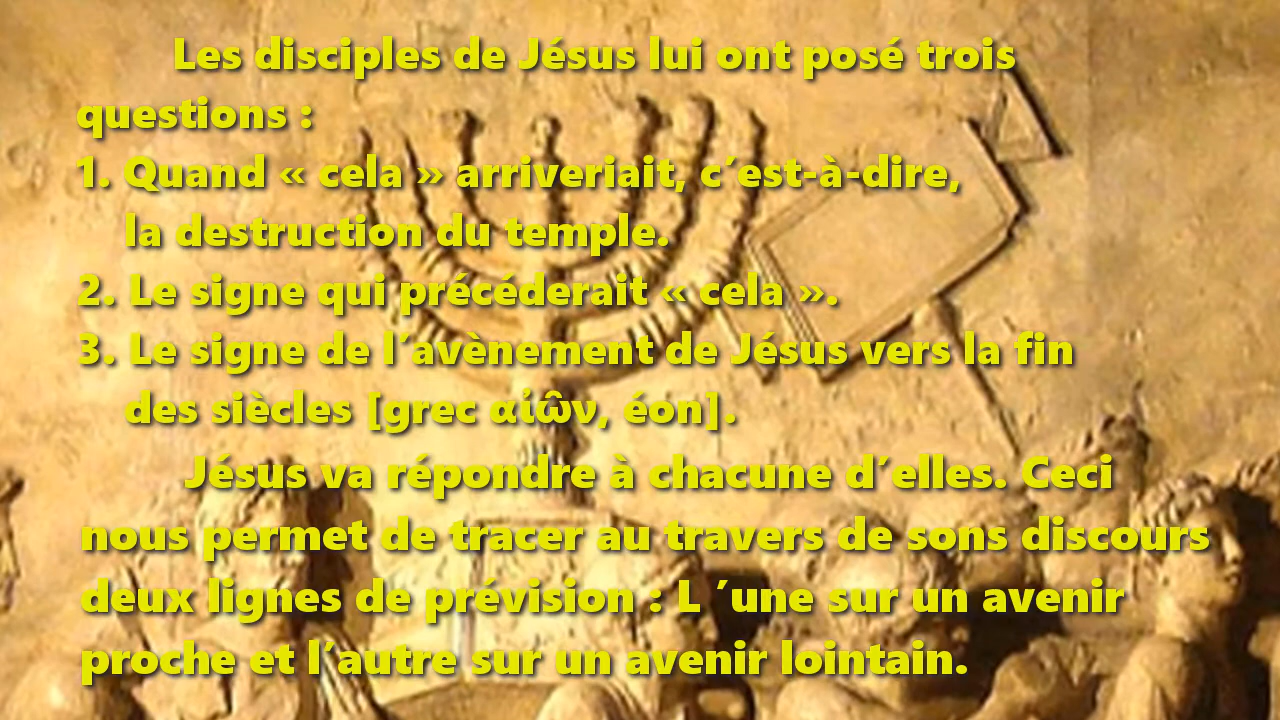 Les disciples de Jésus lui ont posé trois
questions :
1. Quand « cela » arriveriait, c´est-à-dire,
la destruction du temple.
2. Le signe qui précéderait « cela ».
3. Le signe de l´avènement de Jésus vers la fin
des siècles [grec αἰῶν, éon].
Jésus va répondre à chacune d´elles. Ceci
nous permet de tracer au travers de sons discours
deux lignes de prévision : L ´une sur un avenir
proche et l´autre sur un avenir lointain.